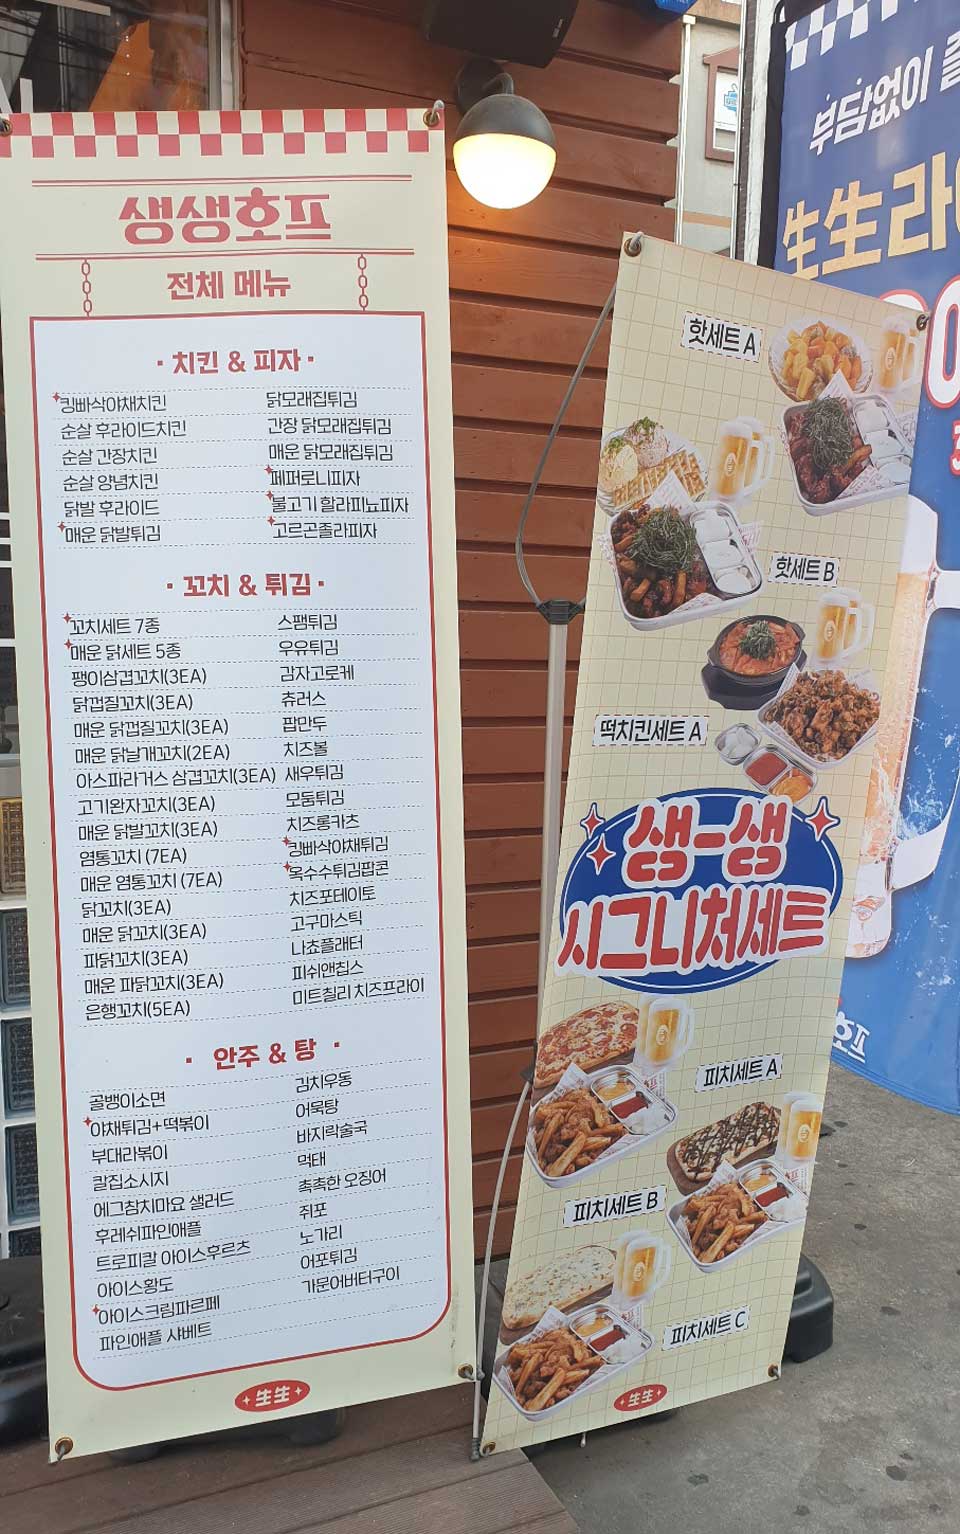 생생호프
전체 메뉴
· 치킨 & 피자 ·
킹빠삭야채치킨
순살 후라이드치킨
순살 간장치킨
순살 양념치킨
닭발 후라이드
매운 닭발튀김
닭모래집튀김
간장 닭모래집튀김
매운 닭모래집튀김
페퍼로니피자
불고기 할라피뇨피자
고르곤졸라피자
· 꼬치 & 튀김 ·
꼬치세트 7종
매운 닭세트 5종
팽이삼겹꼬치(3EA)
닭껍질꼬치(3EA)
매운 닭껍질꼬치(3EA)
매운 닭날개꼬치(2EA)
아스파라거스 삼겹꼬치(3EA)
고기완자꼬치(3EA)
매운 닭발꼬치(3EA)
염통꼬치 (7EA)
매운 염통꼬치 (7EA)
닭꼬치(3EA)
매운 닭꼬치(3EA)
파닭꼬치(3EA)
매운 파닭꼬치(3EA)
은행꼬치(5EA)
스팸튀김
우유튀김
감자고로케
츄러스
팝만두
치즈볼
새우튀김
모둠튀김
치즈롱카츠
킹빠삭야채튀김
옥수수튀김팝콘
치즈포테이토
고구마스틱
나쵸플래터
피쉬앤칩스
미트칠리 치즈프라이
· 안주 & 탕 ·
골뱅이소면
야채튀김+떡볶이
부대라볶이
칼집소시지
에그참치마요 샐러드
후레쉬파인애플
트로피칼 아이스후르츠
아이스황도
아이스크림파르페
파인애플 샤베트
김치우동
어묵탕
바지락술국
먹태
촉촉한 오징어
쥐포
노가리
어포튀김
가문어버터구이
生生
핫세트 A
핫세트 B
떡치킨세트 A
생-생
시그니처세트
피치세트 A
피치세트 B
피치세트 C
生生
부담없이
生生라
호프